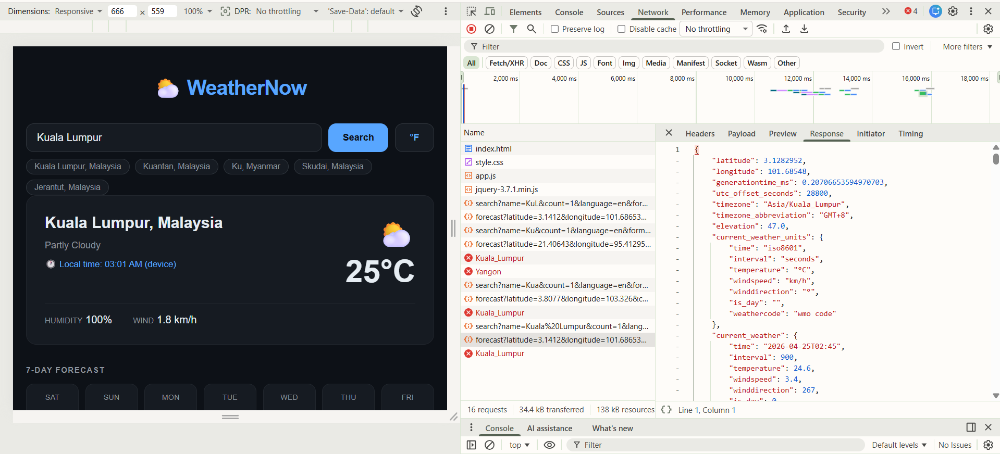 Dimensions: Responsive 666 × 559 100% DPR: No throttling 'Save-Data': default
WeatherNow
Kuala Lumpur
Search
°F
Kuala Lumpur, Malaysia
Kuantan, Malaysia
Ku, Myanmar
Skudai, Malaysia
Jerantut, Malaysia
Kuala Lumpur, Malaysia
Partly Cloudy
Local time: 03:01 AM (device)
25°C
HUMIDITY 100% WIND 1.8 km/h
7-DAY FORECAST
SAT SUN MON TUE WED THU FRI
Elements Console Sources Network Performance Memory Application Security 4
Preserve log Disable cache No throttling
Filter Invert More filters
All Fetch/XHR Doc CSS JS Font Img Media Manifest Socket Wasm Other
2,000 ms 4,000 ms 6,000 ms 8,000 ms 10,000 ms 12,000 ms 14,000 ms 16,000 ms 18,000 ms
Name
index.html
style.css
app.js
jquery-3.7.1.min.js
search?name=KuL&count=1&language=en&for...
forecast?latitude=3.1412&longitude=101.68653...
search?name=Ku&count=1&language=en&form...
forecast?latitude=21.40643&longitude=95.41295...
Kuala_Lumpur
Yangon
search?name=Kua&count=1&language=en&for...
forecast?latitude=3.8077&longitude=103.326&c...
Kuala_Lumpur
search?name=Kuala%20Lumpur&count=1&lang...
forecast?latitude=3.1412&longitude=101.68653...
Kuala_Lumpur
16 requests 34.4 kB transferred 138 kB resources
Headers Payload Preview Response Initiator Timing
1 {
- "latitude": 3.1282952,
- "longitude": 101.68548,
- "generationtime_ms": 0.20706653594970703,
- "utc_offset_seconds": 28800,
- "timezone": "Asia/Kuala_Lumpur",
- "timezone_abbreviation": "GMT+8",
- "elevation": 47.0,
- "current_weather_units": {
- "time": "iso8601",
- "interval": "seconds",
- "temperature": "°C",
- "windspeed": "km/h",
- "winddirection": "°",
- "is_day": "",
- "weathercode": "wmo code"
- },
- "current_weather": {
- "time": "2026-04-25T02:45",
- "interval": 900,
- "temperature": 24.6,
- "windspeed": 3.4,
- "winddirection": 267,
- "is_day": 0
{} Line 1, Column 1
Console AI assistance What's new
top Filter Default levels No Issues